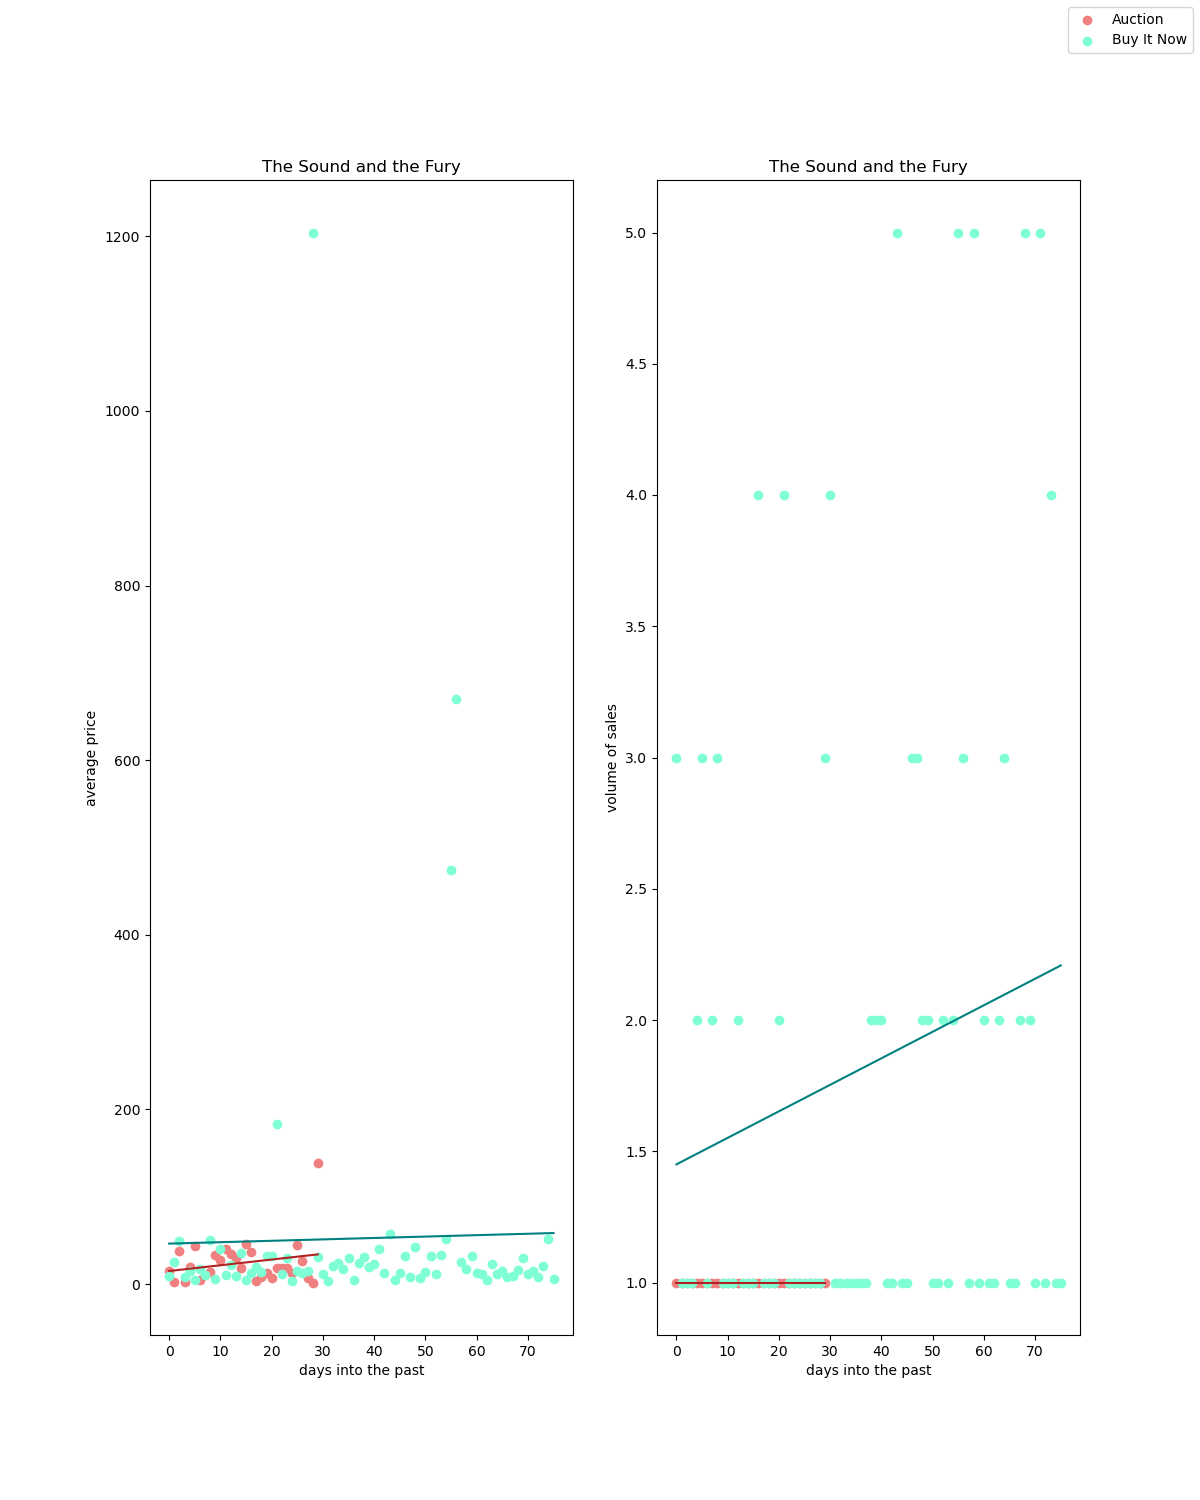 Auction
Buy It Now
The Sound and the Fury
1200
1000
800
600
400
200
0
average price
0 10 20 30 40 50 60 70
days into the past
The Sound and the Fury
5.0
4.5
4.0
3.5
3.0
2.5
2.0
1.5
1.0
volume of sales
0 10 20 30 40 50 60 70
days into the past